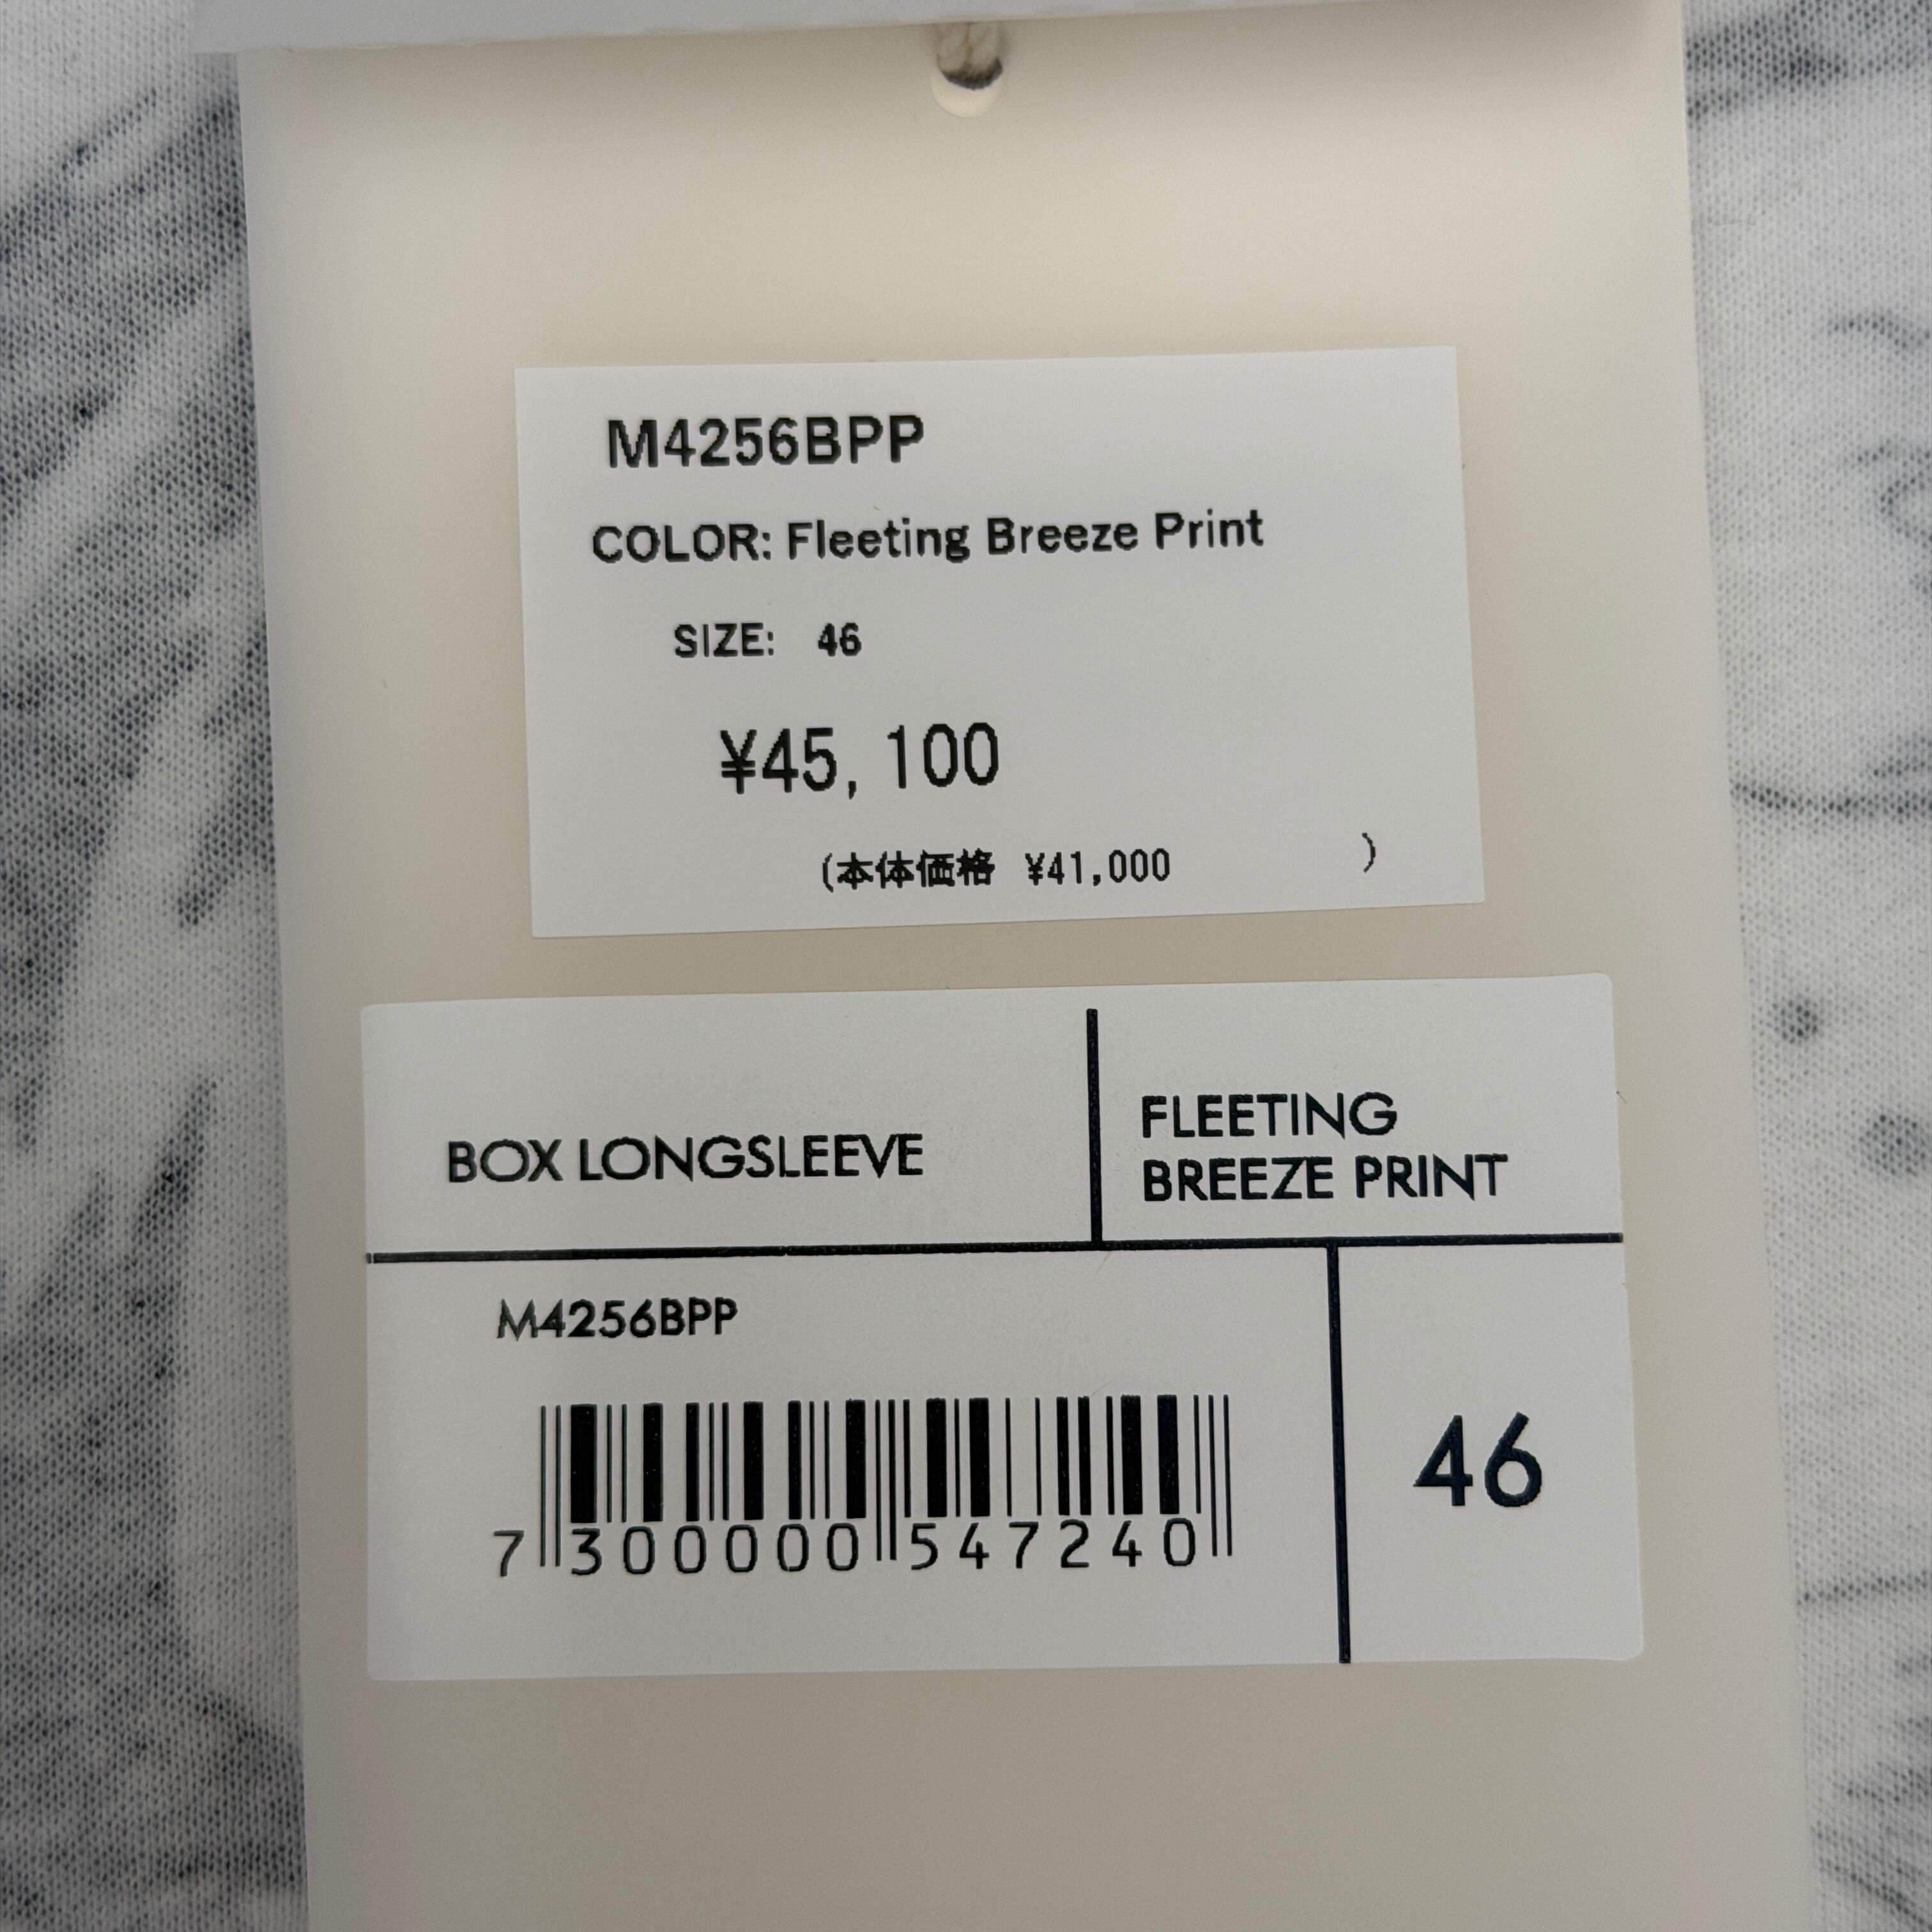 M4256BPP
COLOR: Fleeting Breeze Print
SIZE: 46
¥45,100
(本体価格 ¥41,000 )
BOX LONGSLEEVE
FLEETING
BREEZE PRINT
M4256BPP
7 300000 547240
46